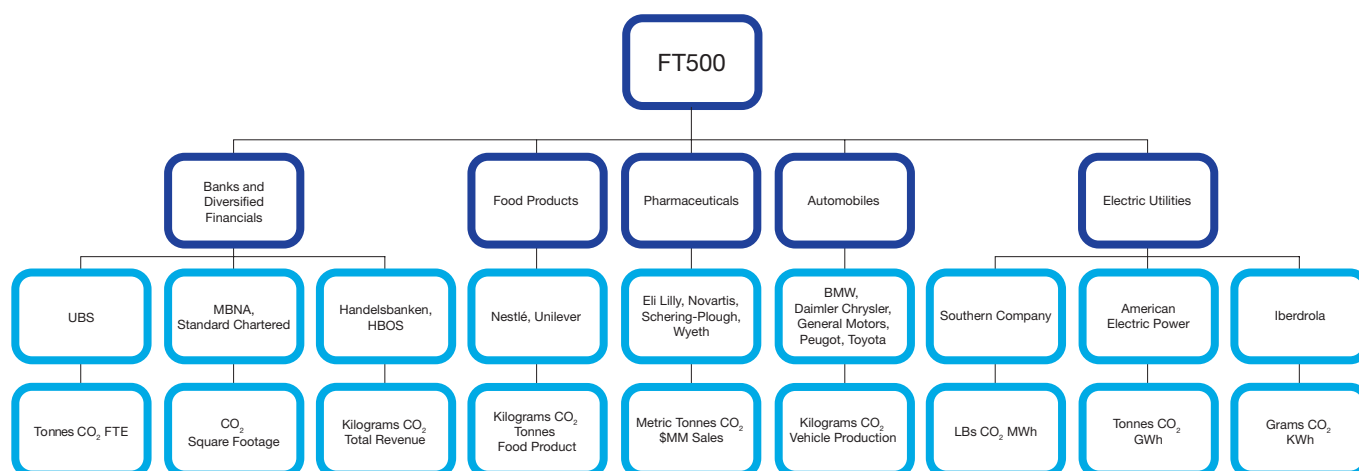 FT500
Banks and
Diversified
Financials
Food Products
Pharmaceuticals
Automobiles
Electric Utilities
UBS
MBNA,
Standard Chartered
Handelsbanken,
HBOS
Nestlé, Unilever
Eli Lilly, Novartis,
Schering-Plough,
Wyeth
BMW,
Daimler Chrysler,
General Motors,
Peugot, Toyota
Southern Company
American
Electric Power
Iberdrola
Tonnes CO₂ FTE
CO₂
Square Footage
Kilograms CO₂
Total Revenue
Kilograms CO₂
Tonnes
Food Product
Metric Tonnes CO₂
$MM Sales
Kilograms CO₂
Vehicle Production
LBs CO₂ MWh
Tonnes CO₂
GWh
Grams CO₂
KWh